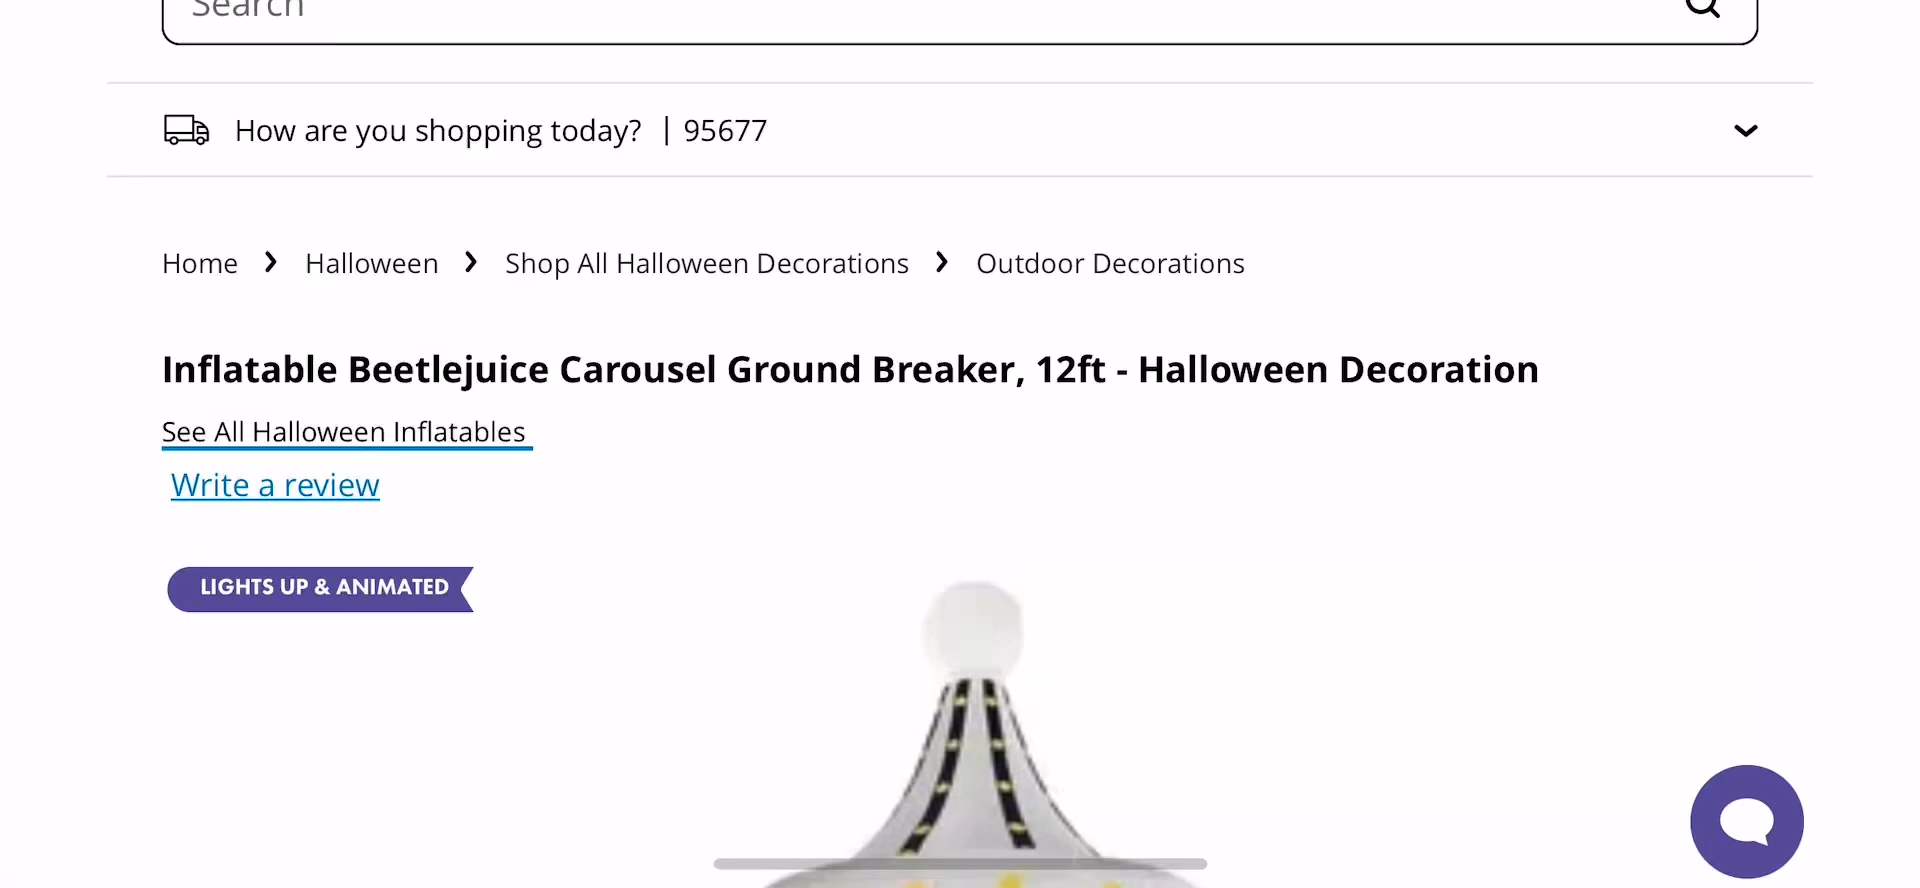 Search
How are you shopping today? | 95677
Home > Halloween > Shop All Halloween Decorations > Outdoor Decorations
Inflatable Beetlejuice Carousel Ground Breaker, 12ft - Halloween Decoration
See All Halloween Inflatables
Write a review
LIGHTS UP & ANIMATED